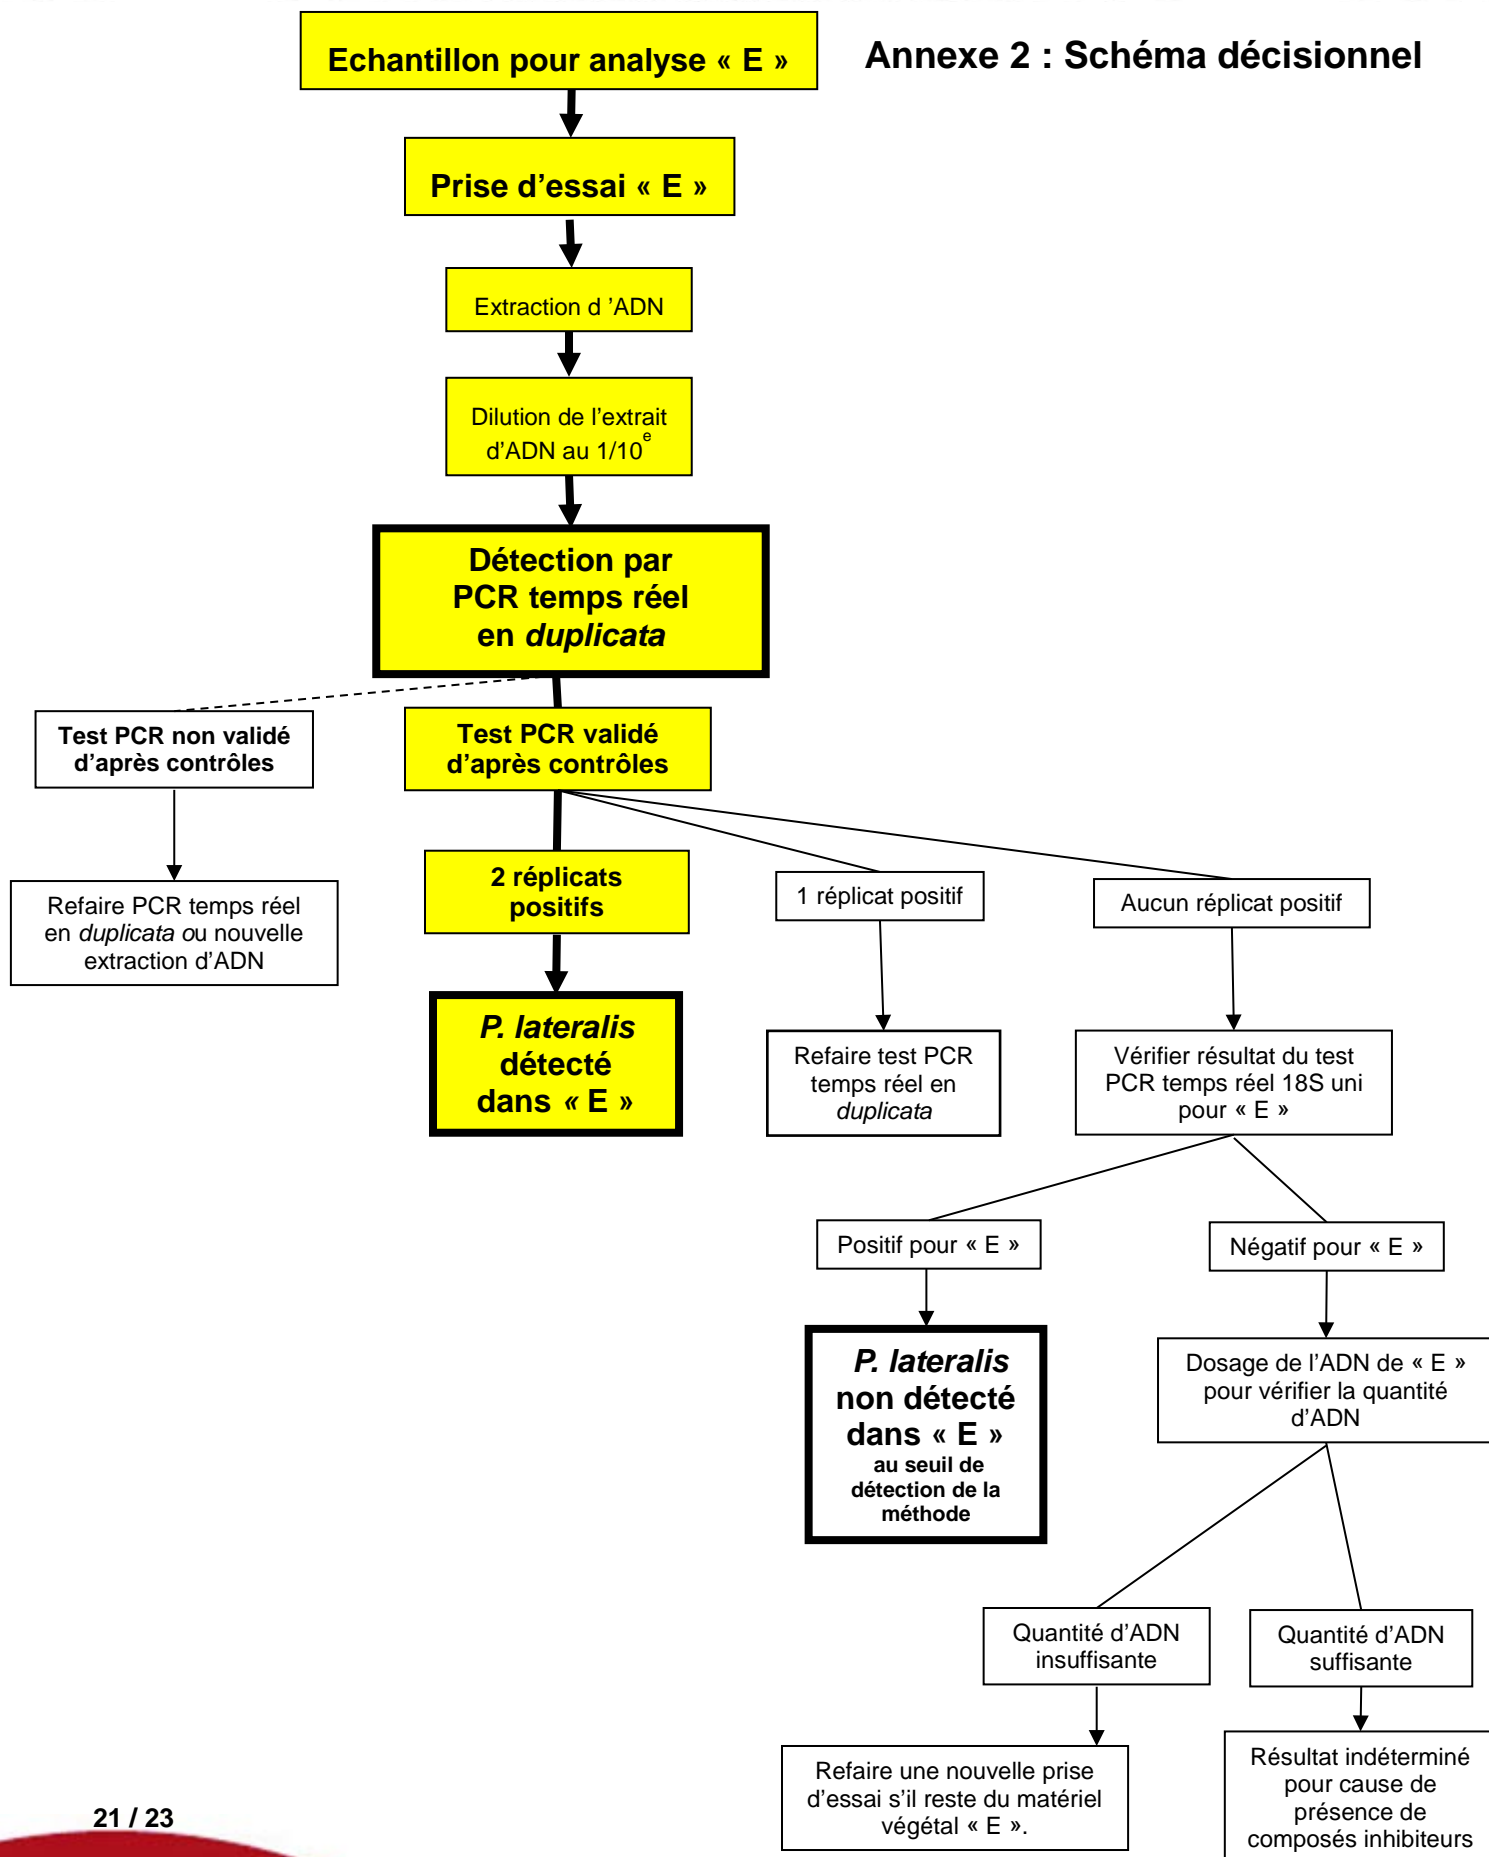 Echantillon pour analyse « E »
Annexe 2 : Schéma décisionnel
Prise d'essai « E »
Extraction d 'ADN
Dilution de l'extrait
d'ADN au 1/10e
Détection par
PCR temps réel
en duplicata
Test PCR non validé
d'après contrôles
Test PCR validé
d'après contrôles
Refaire PCR temps réel
en duplicata ou nouvelle
extraction d'ADN
2 réplicats
positifs
1 réplicat positif
Aucun réplicat positif
P. lateralis
détecté
dans « E »
Refaire test PCR
temps réel en
duplicata
Vérifier résultat du test
PCR temps réel 18S uni
pour « E »
Positif pour « E »
Négatif pour « E »
P. lateralis
non détecté
dans « E »
au seuil de
détection de la
méthode
Dosage de l'ADN de « E »
pour vérifier la quantité
d'ADN
Quantité d'ADN
insuffisante
Quantité d'ADN
suffisante
Refaire une nouvelle prise
d'essai s'il reste du matériel
végétal « E ».
Résultat indéterminé
pour cause de
présence de
composés inhibiteurs
21 / 23